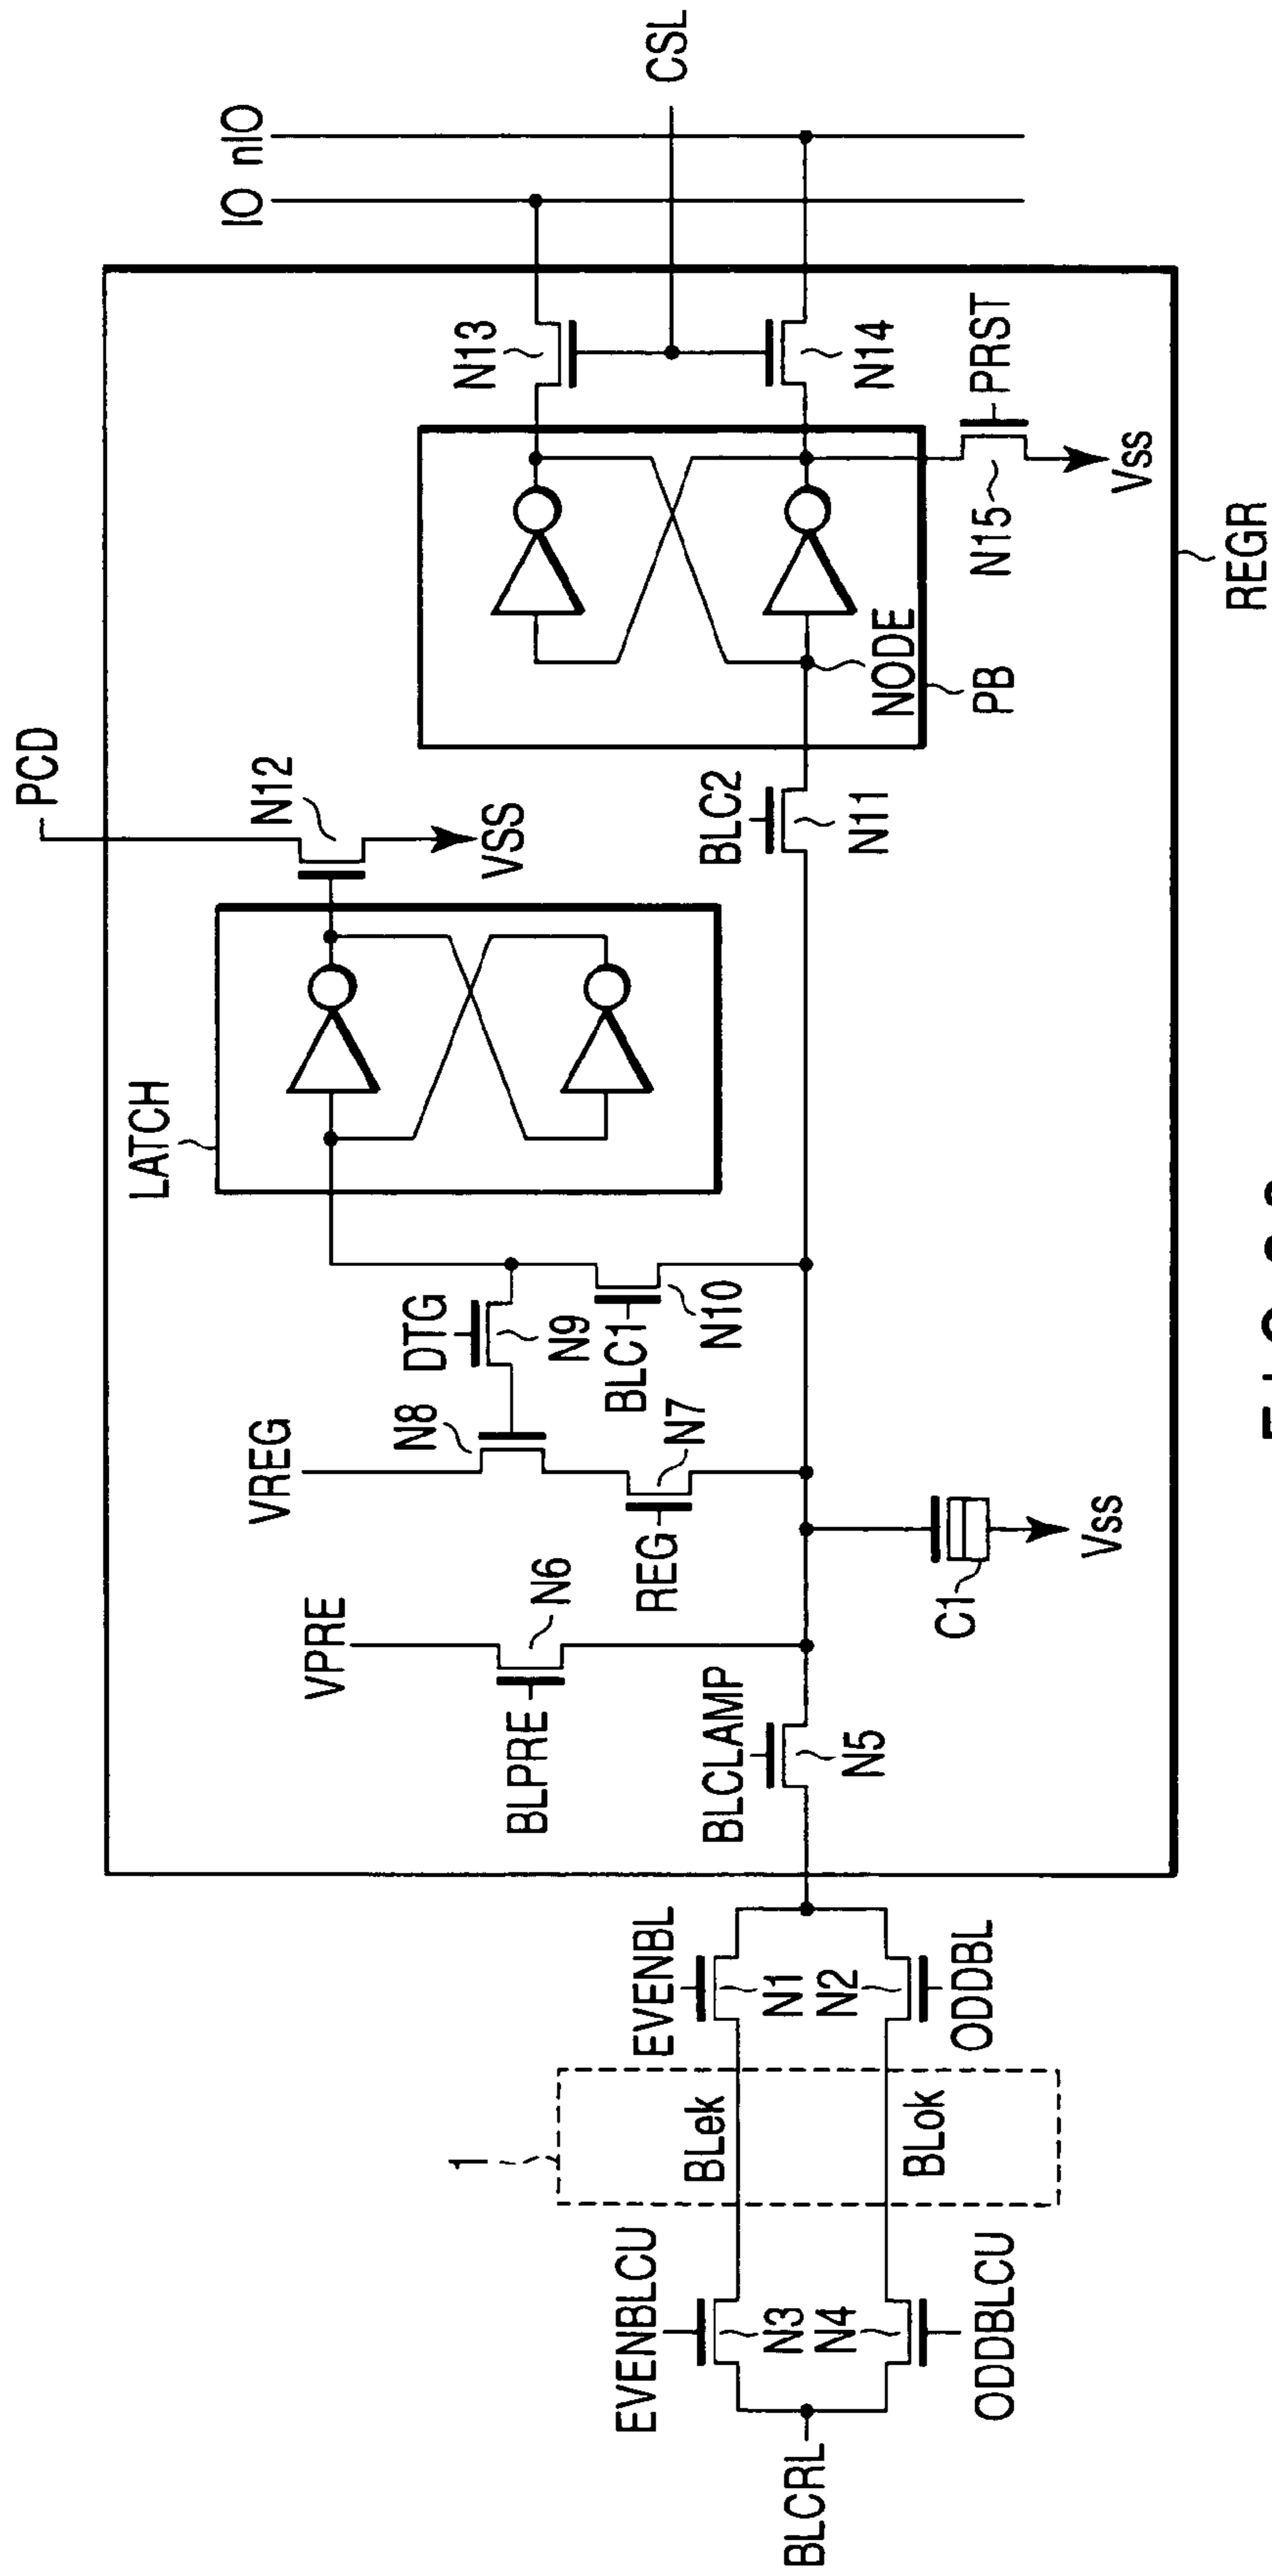 IO nIO
CSL
N13
N14
PRST
N15
Vss
REGR
NODE
PB
PCD
N12
VSS
BLC2
N11
LATCH
DTG
N9
BLC1
N10
VREG
N8
N7
REG
C1
Vss
VPRE
N6
BLPRE
BLCLAMP
N5
EVENBL
N1
N2
ODDBL
1
BLek
BLok
EVENBLCU
N3
N4
ODDBLCU
BLCRL